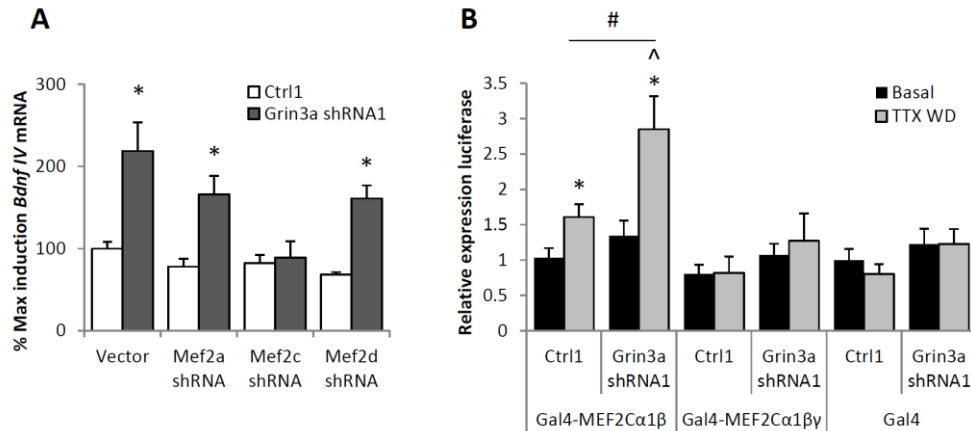 A
% Max induction Bdnf IV mRNA
300
200
100
0
*
*
*
Ctrl1
Grin3a shRNA1
Vector
Mef2a
shRNA
Mef2c
shRNA
Mef2d
shRNA
B
#
^
*
*
Relative expression luciferase
3.5
3
2.5
2
1.5
1
0.5
0
Basal
TTX WD
Ctrl1
Grin3a
shRNA1
Ctrl1
Grin3a
shRNA1
Ctrl1
Grin3a
shRNA1
Gal4-MEF2Cα1β
Gal4-MEF2Cα1βγ
Gal4